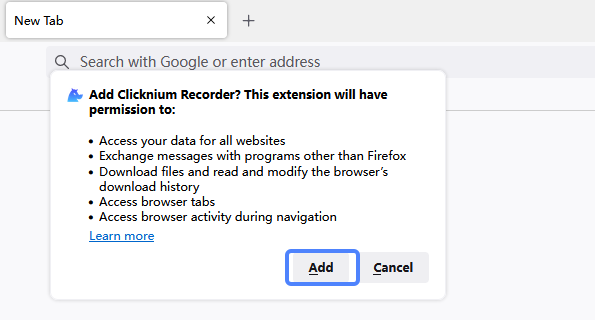 New Tab
Search with Google or enter address
Add Clicknium Recorder? This extension will have
permission to:
• Access your data for all websites
• Exchange messages with programs other than Firefox
• Download files and read and modify the browser’s
download history
• Access browser tabs
• Access browser activity during navigation
Learn more
Add Cancel